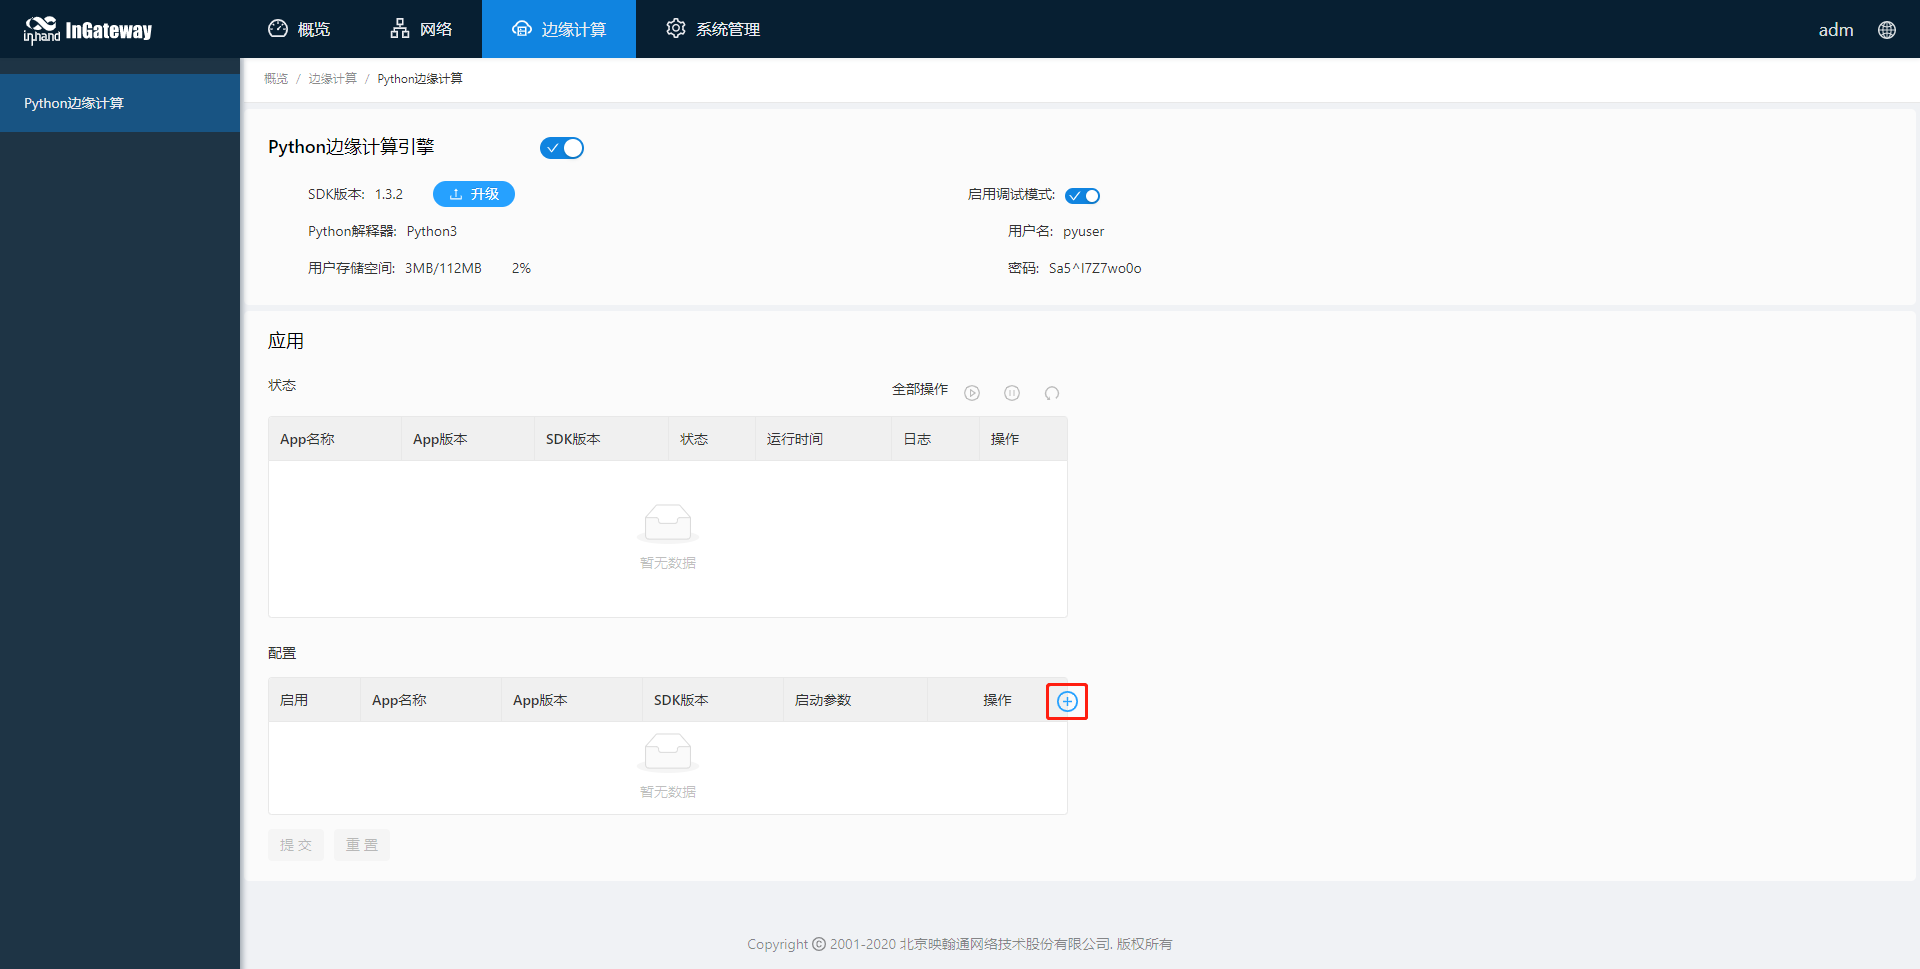 inhand InGateway 概览 网络 边缘计算 系统管理 adm
Python边缘计算
概览 / 边缘计算 / Python边缘计算
Python边缘计算引擎
SDK版本: 1.3.2 升级 启用调试模式:
Python解释器: Python3 用户名: pyuser
用户存储空间: 3MB/112MB 2% 密码: Sa5^I7Z7wo0o
应用
状态 全部操作
App名称 App版本 SDK版本 状态 运行时间 日志 操作
暂无数据
配置
启用 App名称 App版本 SDK版本 启动参数 操作
暂无数据
提交 重置
Copyright © 2001-2020 北京映翰通网络技术股份有限公司. 版权所有